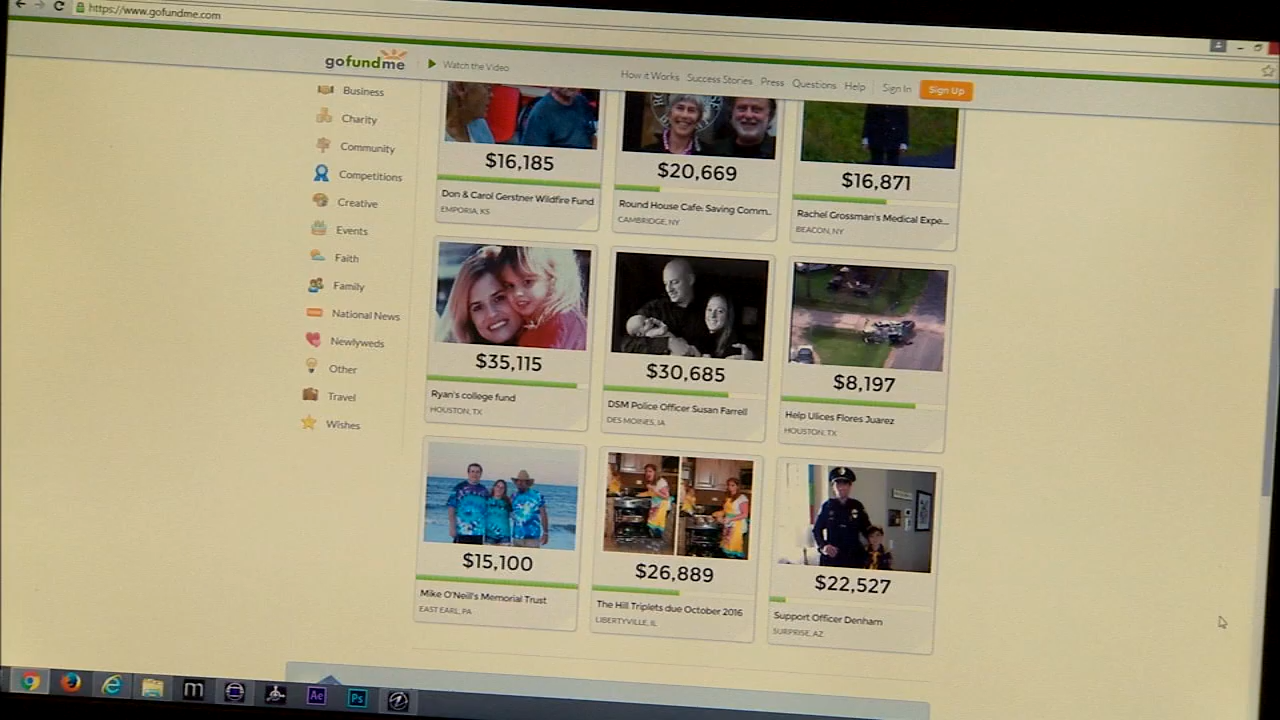 https://www.gofundme.com
gofundme
Watch the Video
How it Works
Success Stories
Press
Questions
Help
Sign In
Sign Up
Business
Charity
Community
Competitions
Creative
Events
Faith
Family
National News
Newlyweds
Other
Travel
Wishes
$16,185
Don & Carol Gerstner Wildfire Fund
EMPORIA, KS
$20,669
Round House Cafe: Saving Comm..
CAMBRIDGE, NY
$16,871
Rachel Grossman's Medical Expe...
BEACON, NY
$35,115
Ryan's college fund
HOUSTON, TX
$30,685
DSM Police Officer Susan Farrell
DES MOINES, IA
$8,197
Help Ulices Flores Juarez
HOUSTON, TX
$15,100
Mike O'Neill's Memorial Trust
EAST EARL, PA
$26,889
The Hill Triplets due October 2016
LIBERTYVILLE, IL
$22,527
Support Officer Denham
SURPRISE, AZ
m
Ae
Ps